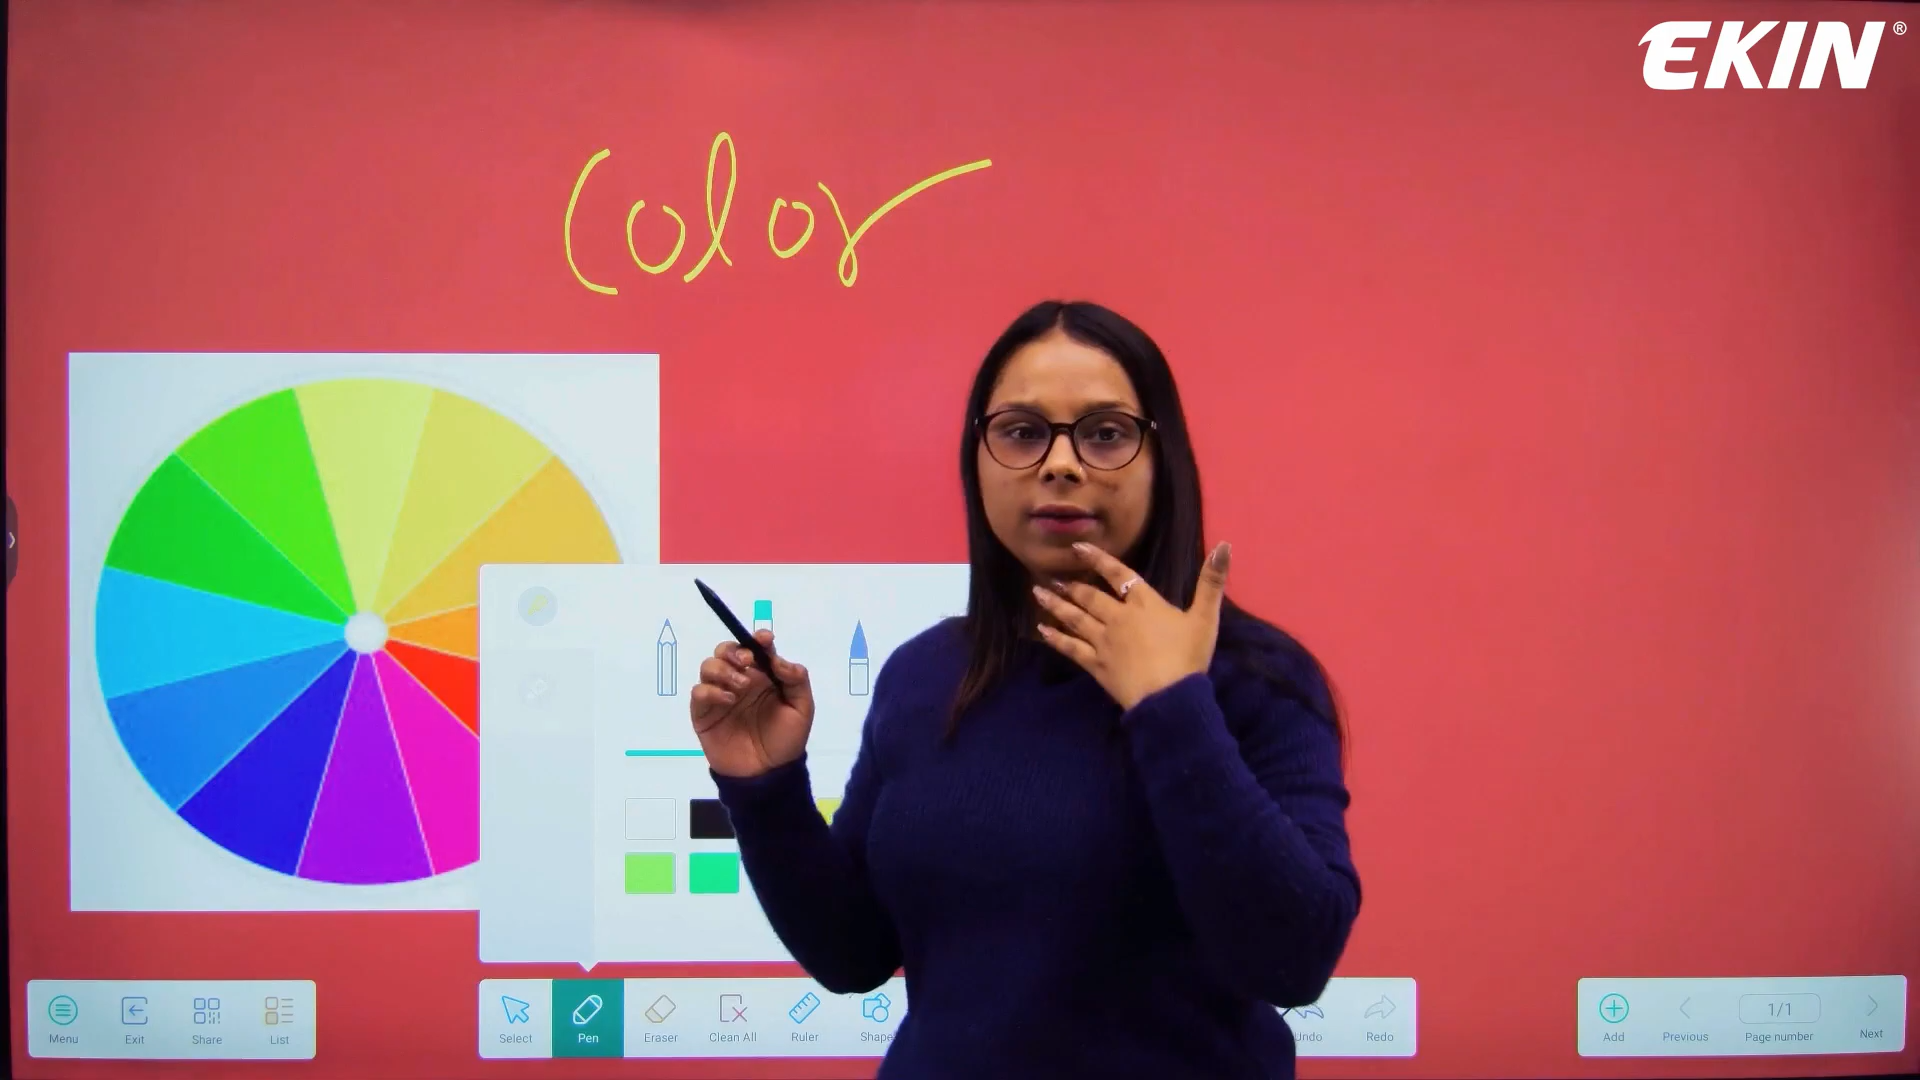 EKIN®
Color
Menu
Exit
Share
List
Select
Pen
Eraser
Clean All
Ruler
Shape
Undo
Redo
Add
Previous
1/1
Page number
Next